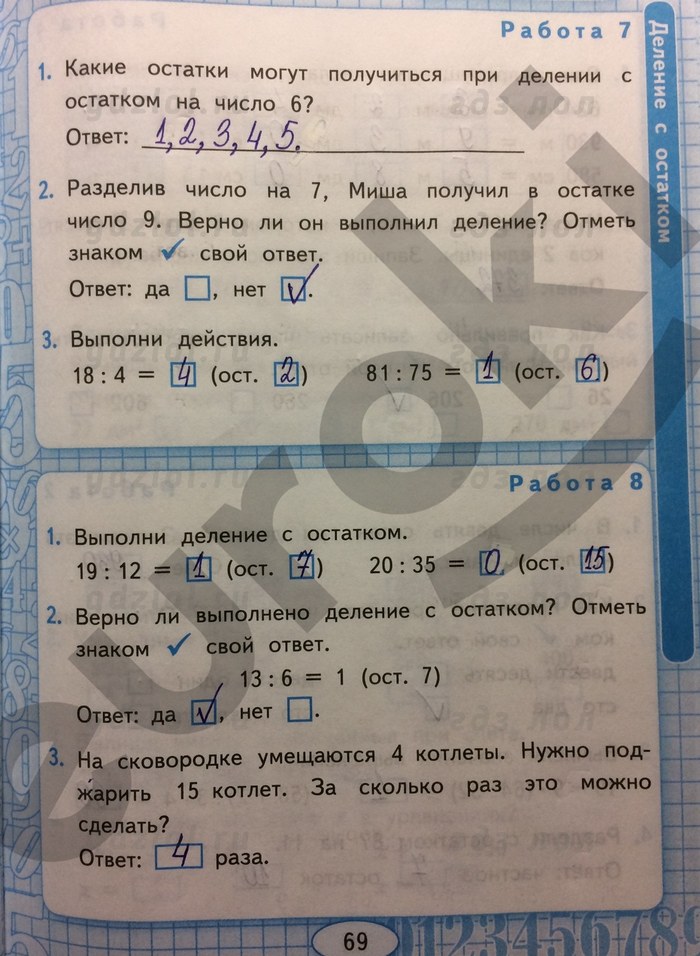 Работа 7
Деление с остатком
1. Какие остатки могут получиться при делении с
остатком на число 6?
Ответ: 1, 2, 3, 4, 5.
2. Разделив число на 7, Миша получил в остатке
число 9. Верно ли он выполнил деление? Отметь
знаком ✓ свой ответ.
Ответ: да ☐, нет ☑.
3. Выполни действия.
18 : 4 = 4 (ост. 2) 81 : 75 = 1 (ост. 6)
Работа 8
1. Выполни деление с остатком.
19 : 12 = 1 (ост. 7) 20 : 35 = 0 (ост. 15)
2. Верно ли выполнено деление с остатком? Отметь
знаком ✓ свой ответ.
13 : 6 = 1 (ост. 7)
Ответ: да ☑, нет ☐.
3. На сковородке умещаются 4 котлеты. Нужно под-
жарить 15 котлет. За сколько раз это можно
сделать?
Ответ: 4 раза.
69
euroki